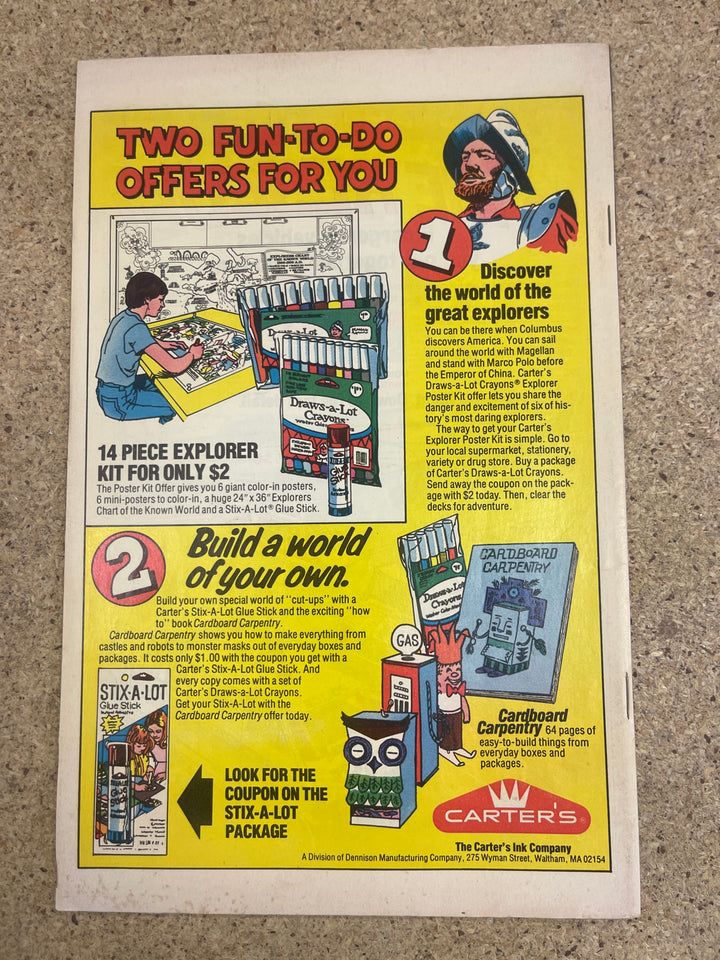 TWO FUN-TO-DO
OFFERS FOR YOU
1
Discover
the world of the
great explorers
You can be there when Columbus
discovers America. You can sail
around the world with Magellan
and stand with Marco Polo before
the Emperor of China. Carter's
Draws-a-Lot Crayons® Explorer
Poster Kit offer lets you share the
danger and excitement of six of his-
tory's most daring explorers.
The way to get your Carter's
Explorer Poster Kit is simple. Go to
your local supermarket, stationery,
variety or drug store. Buy a package
of Carter's Draws-a-Lot Crayons.
Send away the coupon on the pack-
age with $2 today. Then, clear the
decks for adventure.
EXPLORERS CHART
OF THE KNOWN WORLD
Draws-a-Lot
Draws-a-Lot
Crayons
14 PIECE EXPLORER
KIT FOR ONLY $2
The Poster Kit Offer gives you 6 giant color-in posters,
6 mini-posters to color-in, a huge 24" x 36" Explorers
Chart of the Known World and a Stix-A-Lot® Glue Stick.
2
Build a world
of your own.
Build your own special world of "cut-ups" with a
Carter's Stix-A-Lot Glue Stick and the exciting "how
to" book Cardboard Carpentry.
Cardboard Carpentry shows you how to make everything from
castles and robots to monster masks out of everyday boxes and
packages. It costs only $1.00 with the coupon you get with a
Carter's Stix-A-Lot Glue Stick. And
every copy comes with a set of
Carter's Draws-a-Lot Crayons.
Get your Stix-A-Lot with the
Cardboard Carpentry offer today.
STIX-A-LOT
Glue Stick
LOOK FOR THE
COUPON ON THE
STIX-A-LOT
PACKAGE
Draws-a-Lot
Crayons
CARDBOARD
CARPENTRY
GAS
Cardboard
Carpentry 64 pages of
easy-to-build things from
everyday boxes and
packages.
CARTER'S®
The Carter's Ink Company
A Division of Dennison Manufacturing Company, 275 Wyman Street, Waltham, MA 02154